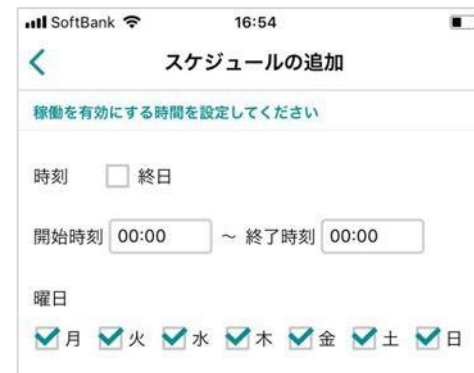 SoftBank 16:54
スケジュールの追加
稼働を有効にする時間を設定してください
時刻 終日
開始時刻 00:00 ～ 終了時刻 00:00
曜日
月 火 水 木 金 土 日